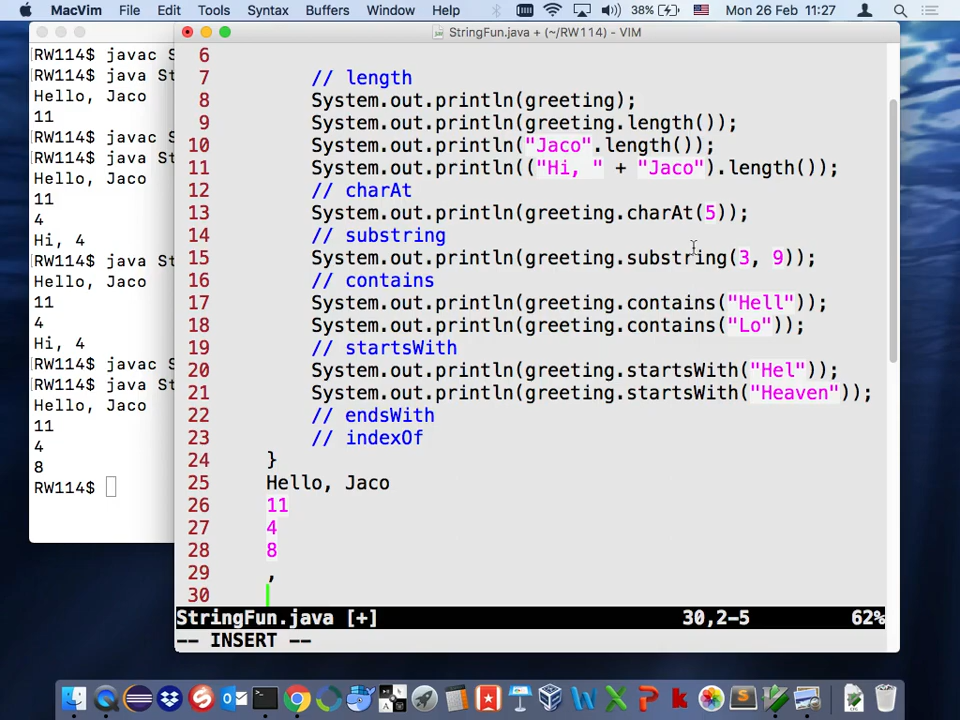 MacVim File Edit Tools Syntax Buffers Window Help 38% Mon 26 Feb 11:27
RW114$ javac S
RW114$ java St
Hello, Jaco
11
RW114$ javac S
RW114$ java St
Hello, Jaco
11
4
Hi, 4
RW114$ javac S
RW114$ java St
Hello, Jaco
11
4
Hi, 4
RW114$ javac S
RW114$ java St
Hello, Jaco
11
4
8
RW114$
StringFun.java + (~/RW114) - VIM
6
7 // length
8 System.out.println(greeting);
9 System.out.println(greeting.length());
10 System.out.println("Jaco".length());
11 System.out.println(("Hi, " + "Jaco").length());
12 // charAt
13 System.out.println(greeting.charAt(5));
14 // substring
15 System.out.println(greeting.substring(3, 9));
16 // contains
17 System.out.println(greeting.contains("Hell"));
18 System.out.println(greeting.contains("Lo"));
19 // startsWith
20 System.out.println(greeting.startsWith("Hel"));
21 System.out.println(greeting.startsWith("Heaven"));
22 // endsWith
23 // indexOf
24 }
25 Hello, Jaco
26 11
27 4
28 8
29 ,
30
StringFun.java [+] 30,2-5 62%
-- INSERT --